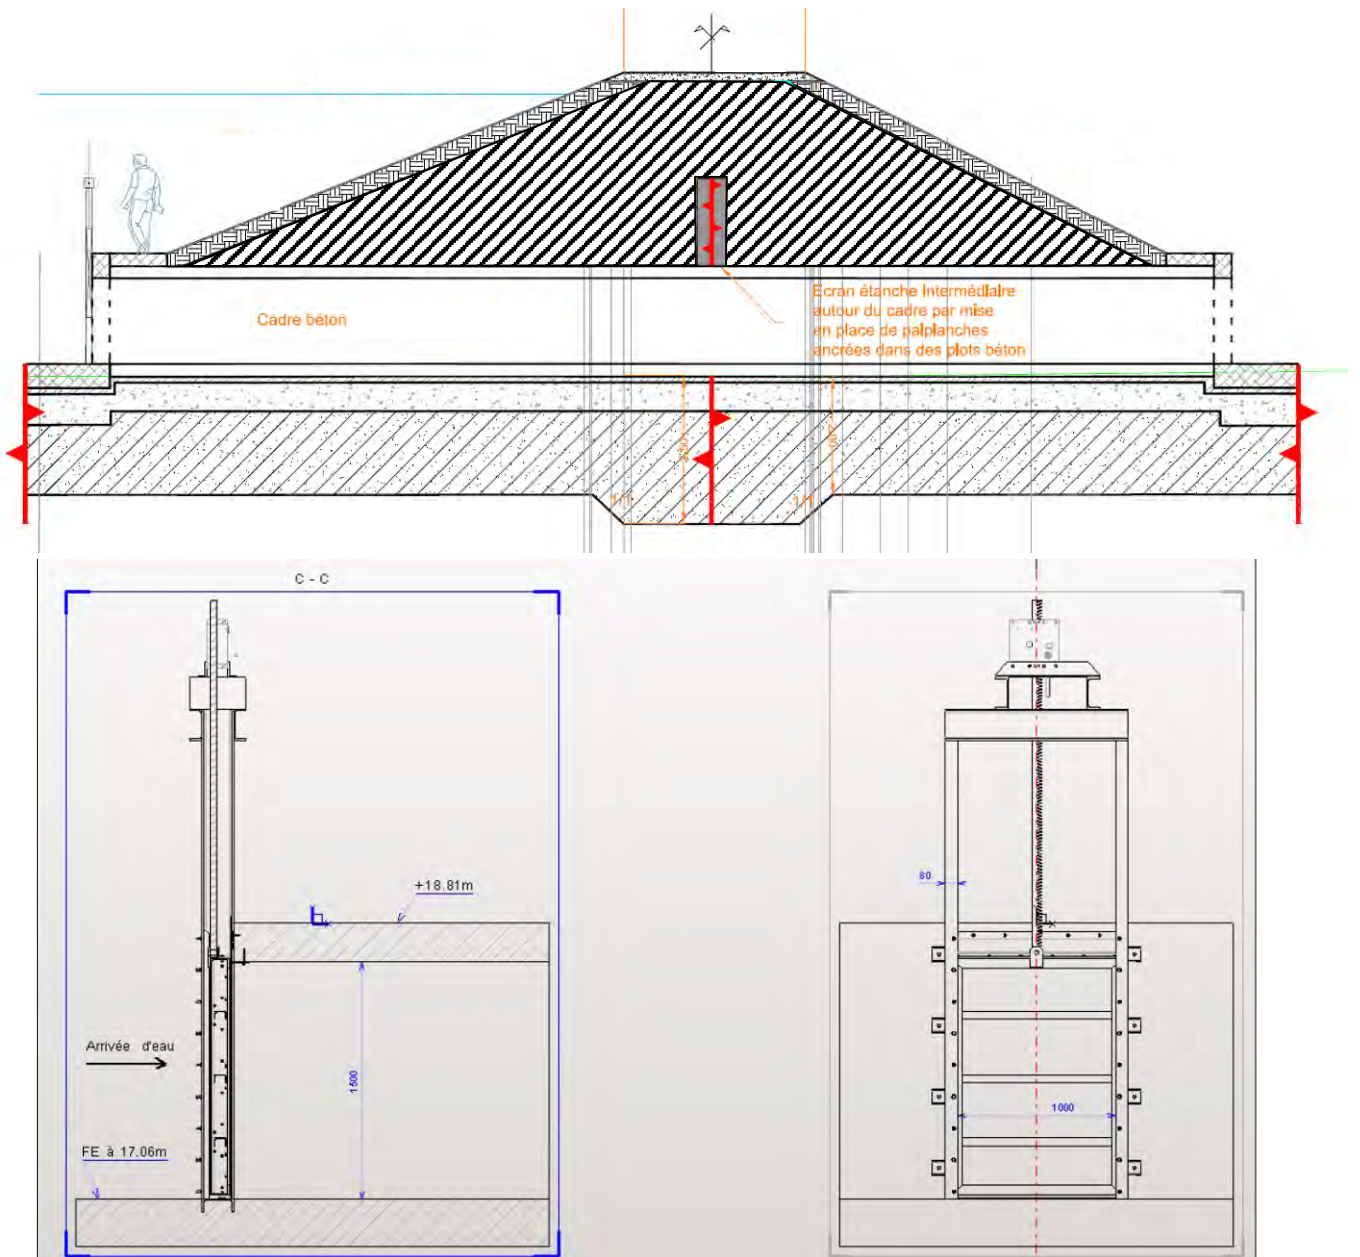 Ecran étanche Intermédiaire
autour du cadre par mise
en place de palplanches
ancrées dans des plots béton
Cadre béton
1/1
1/1
C - C
+18.81m
80
Arrivée d'eau
1500
1000
FE à 17.06m